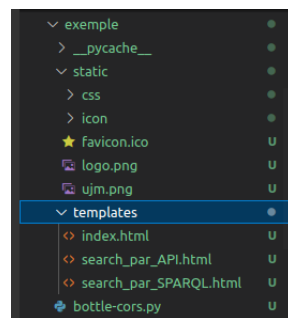 exemple
__pycache__
static
css
icon
favicon.ico U
logo.png U
ujm.png U
templates
index.html U
search_par_API.html U
search_par_SPARQL.html U
bottle-cors.py U